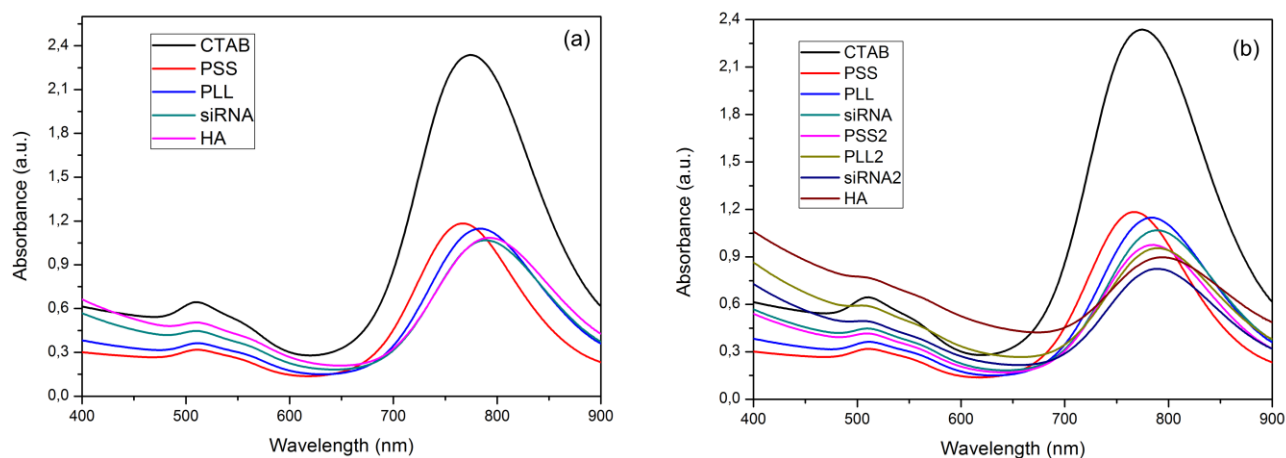 (a)
CTAB
PSS
PLL
siRNA
HA
2,4
2,1
1,8
1,5
1,2
0,9
0,6
0,3
0,0
Absorbance (a.u.)
400 500 600 700 800 900
Wavelength (nm)
(b)
CTAB
PSS
PLL
siRNA
PSS2
PLL2
siRNA2
HA
2,4
2,1
1,8
1,5
1,2
0,9
0,6
0,3
0,0
Absorbance (a.u.)
400 500 600 700 800 900
Wavelength (nm)